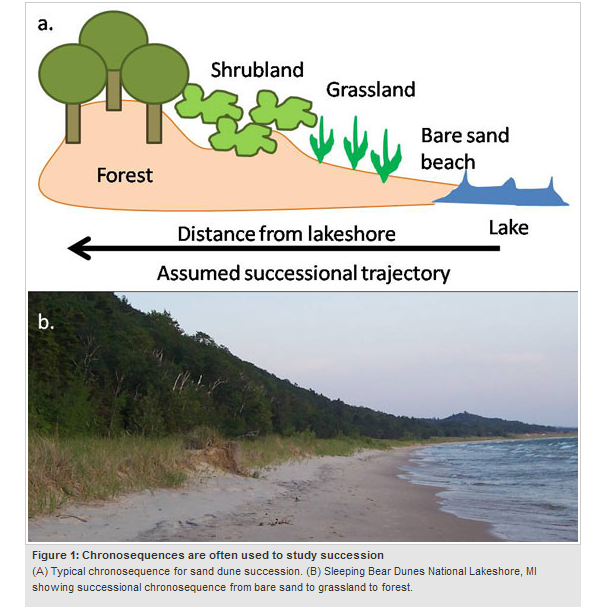 a.
Shrubland
Grassland
Bare sand
beach
Forest
Lake
Distance from lakeshore
Assumed successional trajectory
b.
Figure 1: Chronosequences are often used to study succession
(A) Typical chronosequence for sand dune succession. (B) Sleeping Bear Dunes National Lakeshore, MI
showing successional chronosequence from bare sand to grassland to forest.